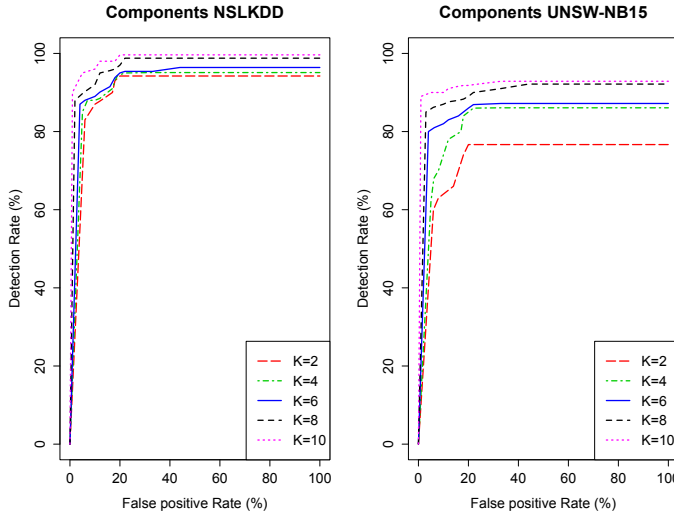 Components NSLKDD
Detection Rate (%)
100
80
60
40
20
0
0 20 40 60 80 100
False positive Rate (%)
K=2
K=4
K=6
K=8
K=10
Components UNSW-NB15
Detection Rate (%)
100
80
60
40
20
0
0 20 40 60 80 100
False positive Rate (%)
K=2
K=4
K=6
K=8
K=10